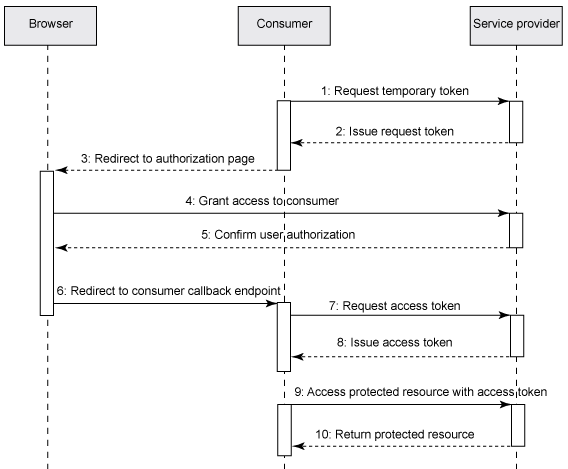 Browser
Consumer
Service provider
1: Request temporary token
2: Issue request token
3: Redirect to authorization page
4: Grant access to consumer
5: Confirm user authorization
6: Redirect to consumer callback endpoint
7: Request access token
8: Issue access token
9: Access protected resource with access token
10: Return protected resource